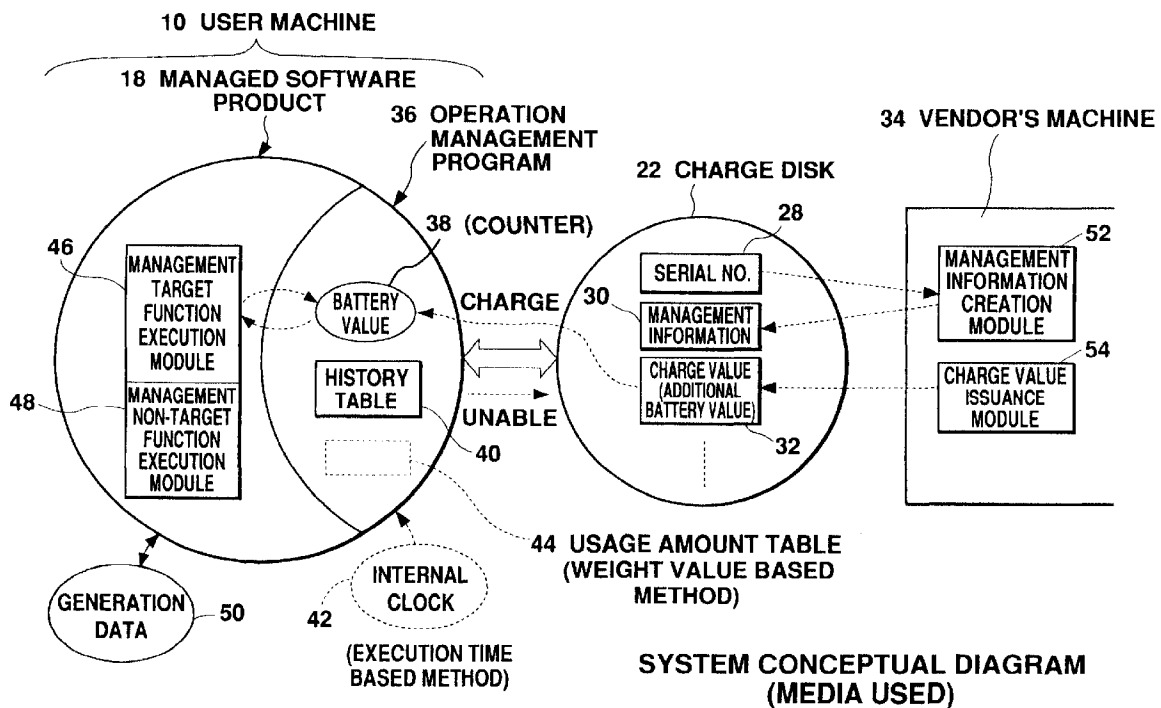 10 USER MACHINE
18 MANAGED SOFTWARE
PRODUCT
36 OPERATION
MANAGEMENT
PROGRAM
38 (COUNTER)
46
MANAGEMENT
TARGET
FUNCTION
EXECUTION
MODULE
48
MANAGEMENT
NON-TARGET
FUNCTION
EXECUTION
MODULE
BATTERY
VALUE
HISTORY
TABLE
40
CHARGE
UNABLE
22 CHARGE DISK
28
SERIAL NO.
30
MANAGEMENT
INFORMATION
CHARGE VALUE
(ADDITIONAL
BATTERY VALUE)
32
34 VENDOR'S MACHINE
52
MANAGEMENT
INFORMATION
CREATION
MODULE
54
CHARGE VALUE
ISSUANCE
MODULE
44 USAGE AMOUNT TABLE
(WEIGHT VALUE BASED
METHOD)
GENERATION
DATA
50
42
INTERNAL
CLOCK
(EXECUTION TIME
BASED METHOD)
SYSTEM CONCEPTUAL DIAGRAM
(MEDIA USED)